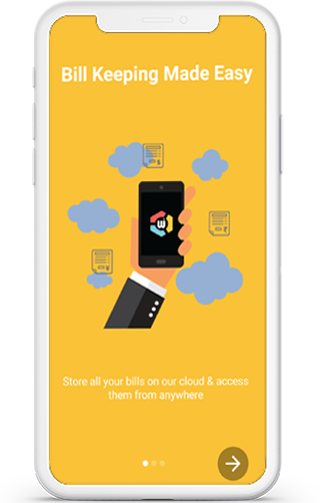 Bill Keeping Made Easy
Store all your bills on our cloud & access
them from anywhere